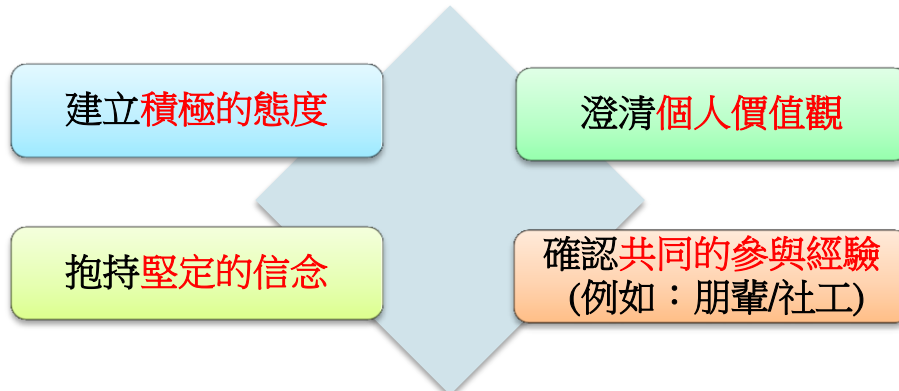 建立積極的態度
澄清個人價值觀
抱持堅定的信念
確認共同的參與經驗
(例如：朋輩/社工)